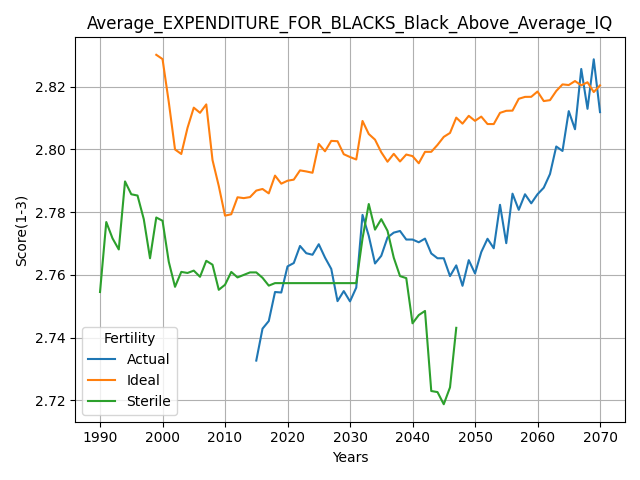 Average_EXPENDITURE_FOR_BLACKS_Black_Above_Average_IQ
Score(1-3)
2.82
2.80
2.78
2.76
2.74
2.72
Fertility
Actual
Ideal
Sterile
1990 2000 2010 2020 2030 2040 2050 2060 2070
Years